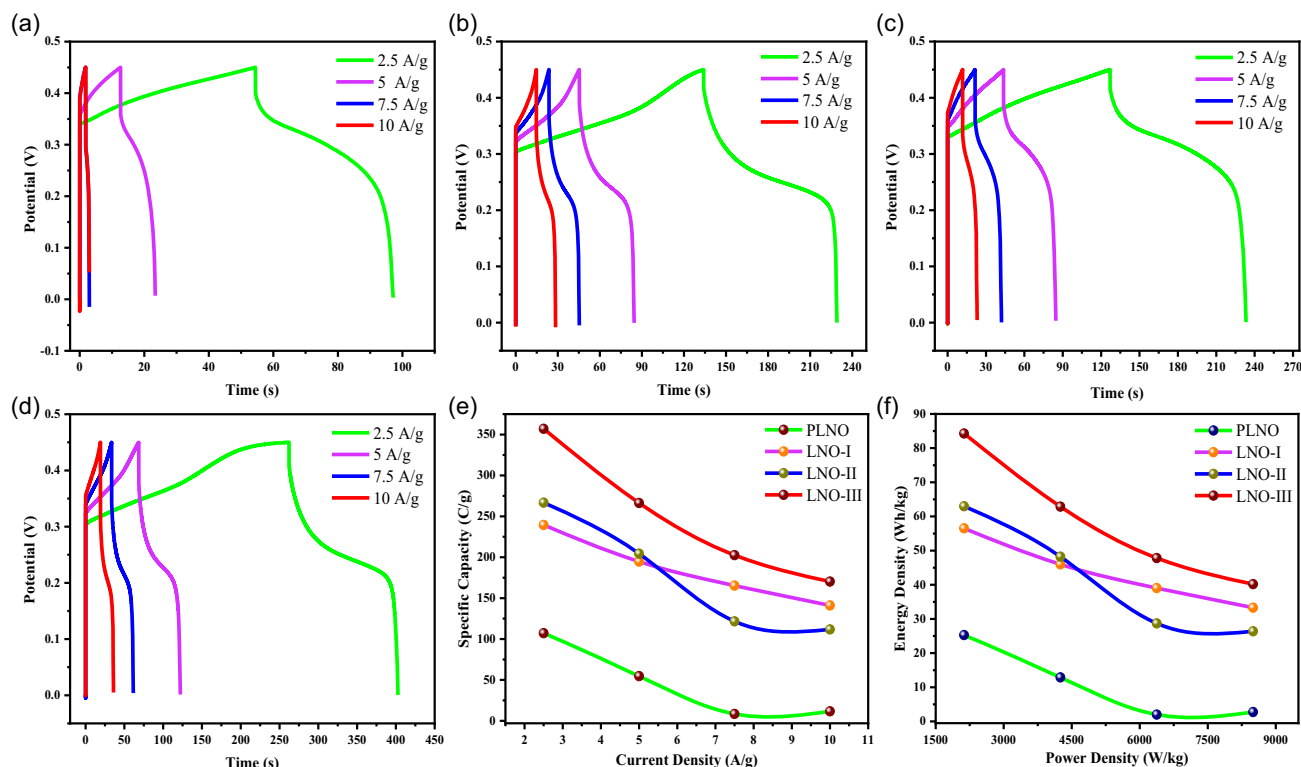 (a)
0.5
0.4
0.3
0.2
0.1
0.0
-0.1
0 20 40 60 80 100
Potential (V)
Time (s)
2.5 A/g
5 A/g
7.5 A/g
10 A/g
(b)
0.5
0.4
0.3
0.2
0.1
0.0
0 30 60 90 120 150 180 210 240
Potential (V)
Time (s)
2.5 A/g
5 A/g
7.5 A/g
10 A/g
(c)
0.5
0.4
0.3
0.2
0.1
0.0
0 30 60 90 120 150 180 210 240 270
Potential (V)
Time (s)
2.5 A/g
5 A/g
7.5 A/g
10 A/g
(d)
0.5
0.4
0.3
0.2
0.1
0.0
0 50 100 150 200 250 300 350 400 450
Potential (V)
Time (s)
2.5 A/g
5 A/g
7.5 A/g
10 A/g
(e)
350
300
250
200
150
100
50
0
2 3 4 5 6 7 8 9 10 11
Specific Capacity (C/g)
Current Density (A/g)
PLNO
LNO-I
LNO-II
LNO-III
(f)
90
80
70
60
50
40
30
20
10
0
1500 3000 4500 6000 7500 9000
Energy Density (Wh/kg)
Power Density (W/kg)
PLNO
LNO-I
LNO-II
LNO-III